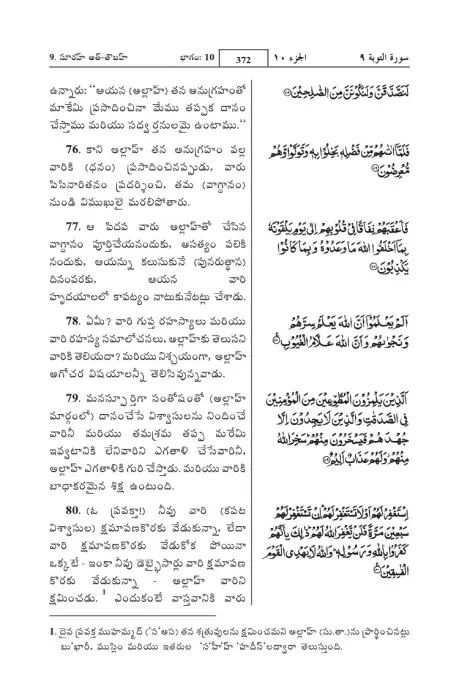 9. సూరహ్ అత్-తౌబహ్ భాగం: 10 372 الجزء ١٠ سورة التوبة ٩
ఉన్నారు: "ఆయన (అల్లాహ్) తన అనుగ్రహంతో
మాకేమి ప్రసాదించినా మేము తప్పక దానం
చేస్తాము మరియు సద్వర్తనులమై ఉంటాము."
76. కాని అల్లాహ్ తన అనుగ్రహం వల్ల
వారికి (ధనం) ప్రసాదించినప్పుడు, వారు
పిసినారితనం ప్రదర్శించి, తమ (వాగ్దానం)
నుండి విముఖులై మరలిపోతారు.
77. ఆ పిదప వారు అల్లాహ్‌తో చేసిన
వాగ్దానం పూర్తిచేయనందుకు, అసత్యం పలికి
నందుకు, ఆయన్ను కలుసుకునే (పునరుత్థాన)
దినంవరకు, ఆయన వారి
హృదయాలలో కాపట్యం నాటుకునేటట్లు చేశాడు.
78. ఏమీ? వారి గుప్త రహస్యాలు మరియు
వారి రహస్య సమాలోచనలు, అల్లాహ్‌కు తెలుసని
వారికి తెలియదా? మరియు నిశ్చయంగా, అల్లాహ్
అగోచర విషయాలన్నీ తెలిసివున్నవాడు.
79. మనస్ఫూర్తిగా సంతోషంతో (అల్లాహ్
మార్గంలో) దానంచేసే విశ్వాసులను నిందించే
వారినీ మరియు తమశ్రమ తప్ప మరేమీ
ఇవ్వటానికి లేనివారిని ఎగతాళి చేసేవారినీ,
అల్లాహ్ ఎగతాళికి గురి చేస్తాడు. మరియు వారికి
బాధాకరమైన శిక్ష ఉంటుంది.
80. (ఓ ప్రవక్తా!) నీవు వారి (కపట
విశ్వాసుల) క్షమాపణకొరకు వేడుకున్నా, లేదా
వారి క్షమాపణకొరకు వేడుకోక పోయినా
ఒక్కటే - ఇంకా నీవు డెబ్భైసార్లు వారి క్షమాపణ
కొరకు వేడుకున్నా - అల్లాహ్ వారిని
క్షమించడు. 1 ఎందుకంటే వాస్తవానికి వారు
لَنَصَّدَّقَنَّ وَلَنَكُونَنَّ مِنَ الصَّٰلِحِينَ ٧٥
فَلَمَّآ ءَاتَىٰهُم مِّن فَضْلِهِۦ بَخِلُوا۟ بِهِۦ وَتَوَلَّوا۟ وَّهُم
مُّعْرِضُونَ ٧٦
فَأَعْقَبَهُمْ نِفَاقًا فِى قُلُوبِهِمْ إِلَىٰ يَوْمِ يَلْقَوْنَهُۥ
بِمَآ أَخْلَفُوا۟ ٱللَّهَ مَا وَعَدُوهُ وَبِمَا كَانُوا۟
يَكْذِبُونَ ٧٧
أَلَمْ يَعْلَمُوٓا۟ أَنَّ ٱللَّهَ يَعْلَمُ سِرَّهُمْ
وَنَجْوَىٰهُمْ وَأَنَّ ٱللَّهَ عَلَّٰمُ ٱلْغُيُوبِ ٧٨
ٱلَّذِينَ يَلْمِزُونَ ٱلْمُطَّوِّعِينَ مِنَ ٱلْمُؤْمِنِينَ
فِى ٱلصَّدَقَٰتِ وَٱلَّذِينَ لَا يَجِدُونَ إِلَّا
جُهْدَهُمْ فَيَسْخَرُونَ مِنْهُمْ سَخِرَ ٱللَّهُ
مِنْهُمْ وَلَهُمْ عَذَابٌ أَلِيمٌ ٧٩
ٱسْتَغْفِرْ لَهُمْ أَوْ لَا تَسْتَغْفِرْ لَهُمْ إِن تَسْتَغْفِرْ لَهُمْ
سَبْعِينَ مَرَّةً فَلَن يَغْفِرَ ٱللَّهُ لَهُمْ ذَٰلِكَ بِأَنَّهُمْ
كَفَرُوا۟ بِٱللَّهِ وَرَسُولِهِۦ وَٱللَّهُ لَا يَهْدِى ٱلْقَوْمَ
ٱلْفَٰسِقِينَ ٨٠
1. దైవ ప్రవక్త ముహమ్మద్ ('స'అస) తన శత్రువులను క్షమించమని అల్లాహ్ (సు.తా.)ను ప్రార్థించినట్లు
బు'ఖారీ, ముస్లిం మరియు ఇతరుల 'స'హీ'హ్ 'హదీస్'లద్వారా తెలుస్తుంది.